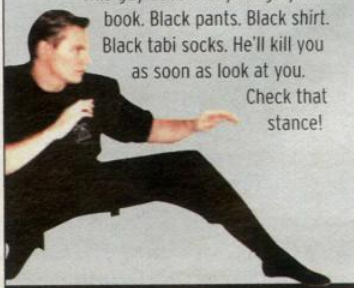 book. Black pants. Black shirt.
Black tabi socks. He'll kill you
as soon as look at you.
Check that
stance!